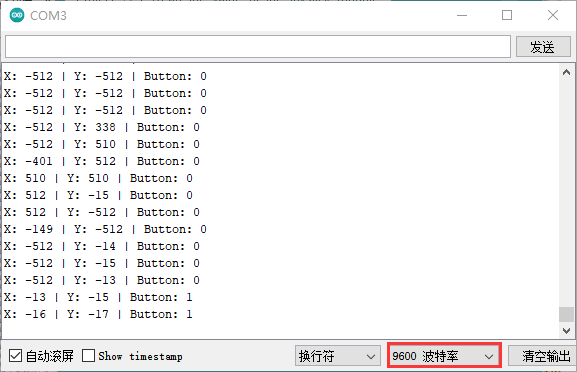 COM3
发送
X: -512 | Y: -512 | Button: 0
X: -512 | Y: -512 | Button: 0
X: -512 | Y: -512 | Button: 0
X: -512 | Y: 338 | Button: 0
X: -512 | Y: 510 | Button: 0
X: -401 | Y: 512 | Button: 0
X: 510 | Y: 510 | Button: 0
X: 512 | Y: -15 | Button: 0
X: 512 | Y: -512 | Button: 0
X: -149 | Y: -512 | Button: 0
X: -512 | Y: -14 | Button: 0
X: -512 | Y: -15 | Button: 0
X: -512 | Y: -13 | Button: 0
X: -13 | Y: -15 | Button: 1
X: -16 | Y: -17 | Button: 1
自动滚屏 Show timestamp 换行符 9600 波特率 清空输出